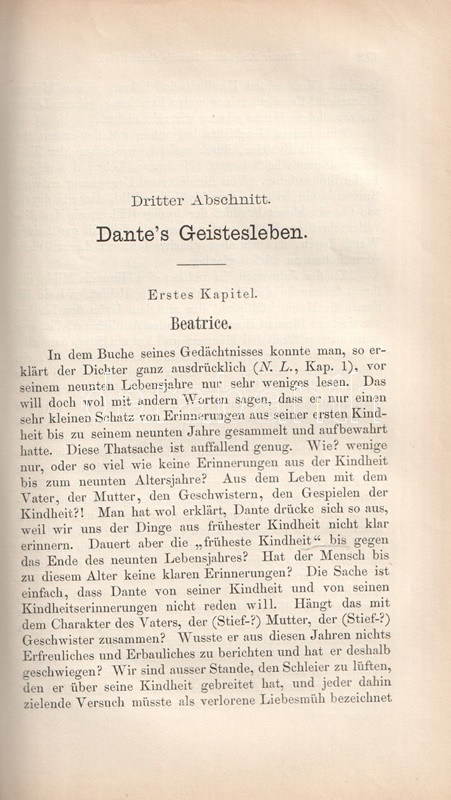 Dritter Abschnitt.
Dante's Geistesleben.
Erstes Kapitel.
Beatrice.
In dem Buche seines Gedächtnisses konnte man, so er-
klärt der Dichter ganz ausdrücklich (N. L., Kap. 1), vor
seinem neunten Lebensjahre nur sehr weniges lesen. Das
will doch wol mit andern Worten sagen, dass er nur einen
sehr kleinen Schatz von Erinnerungen aus seiner ersten Kind-
heit bis zu seinem neunten Jahre gesammelt und aufbewahrt
hatte. Diese Thatsache ist auffallend genug. Wie? wenige
nur, oder so viel wie keine Erinnerungen aus der Kindheit
bis zum neunten Altersjahre? Aus dem Leben mit dem
Vater, der Mutter, den Geschwistern, den Gespielen der
Kindheit?! Man hat wol erklärt, Dante drücke sich so aus,
weil wir uns der Dinge aus frühester Kindheit nicht klar
erinnern. Dauert aber die „früheste Kindheit“ bis gegen
das Ende des neunten Lebensjahres? Hat der Mensch bis
zu diesem Alter keine klaren Erinnerungen? Die Sache ist
einfach, dass Dante von seiner Kindheit und von seinen
Kindheitserinnerungen nicht reden will. Hängt das mit
dem Charakter des Vaters, der (Stief-?) Mutter, der (Stief-?)
Geschwister zusammen? Wusste er aus diesen Jahren nichts
Erfreuliches und Erbauliches zu berichten und hat er deshalb
geschwiegen? Wir sind ausser Stande, den Schleier zu lüften,
den er über seine Kindheit gebreitet hat, und jeder dahin
zielende Versuch müsste als verlorene Liebesmüh bezeichnet